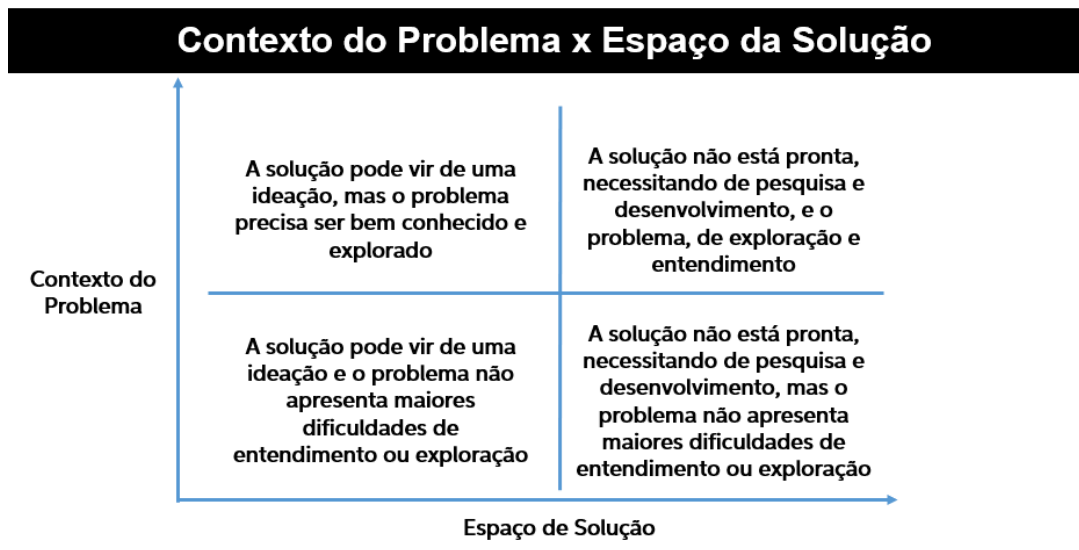 Contexto do Problema x Espaço da Solução
A solução pode vir de uma
ideação, mas o problema
precisa ser bem conhecido e
explorado
A solução não está pronta,
necessitando de pesquisa e
desenvolvimento, e o
problema, de exploração e
entendimento
Contexto do
Problema
A solução pode vir de uma
ideação e o problema não
apresenta maiores
dificuldades de
entendimento ou exploração
A solução não está pronta,
necessitando de pesquisa e
desenvolvimento, mas o
problema não apresenta
maiores dificuldades de
entendimento ou exploração
Espaço de Solução